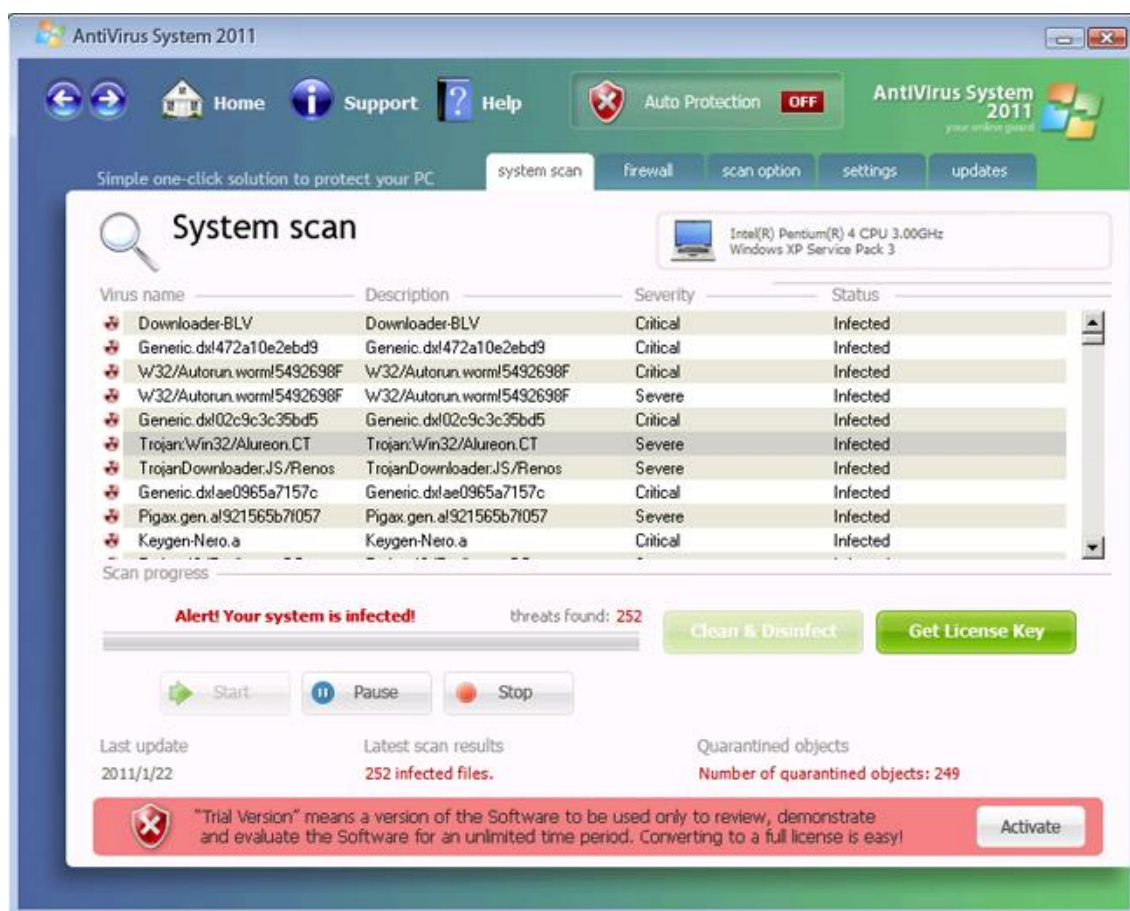 AntiVirus System 2011
Home
Support
Help
Auto Protection OFF
AntiVirus System
2011
your online guard
Simple one-click solution to protect your PC
system scan
firewall
scan option
settings
updates
System scan
Intel(R) Pentium(R) 4 CPU 3.00GHz
Windows XP Service Pack 3
Virus name Description Severity Status
Downloader-BLV Downloader-BLV Critical Infected
Generic.dx!472a10e2ebd9 Generic.dx!472a10e2ebd9 Critical Infected
W32/Autorun.worm!5492698F W32/Autorun.worm!5492698F Critical Infected
W32/Autorun.worm!5492698F W32/Autorun.worm!5492698F Severe Infected
Generic.dx!02c9c3c35bd5 Generic.dx!02c9c3c35bd5 Critical Infected
Trojan:Win32/Alureon.CT Trojan:Win32/Alureon.CT Severe Infected
TrojanDownloader:JS/Renos TrojanDownloader:JS/Renos Severe Infected
Generic.dx!ae0965a7157c Generic.dx!ae0965a7157c Critical Infected
Pigax.gen.a!921565b7f057 Pigax.gen.a!921565b7f057 Severe Infected
Keygen-Nero.a Keygen-Nero.a Critical Infected
Scan progress
Alert! Your system is infected! threats found: 252
Clean & Disinfect
Get License Key
Start
Pause
Stop
Last update Latest scan results Quarantined objects
2011/1/22 252 infected files. Number of quarantined objects: 249
"Trial Version" means a version of the Software to be used only to review, demonstrate
and evaluate the Software for an unlimited time period. Converting to a full license is easy!
Activate